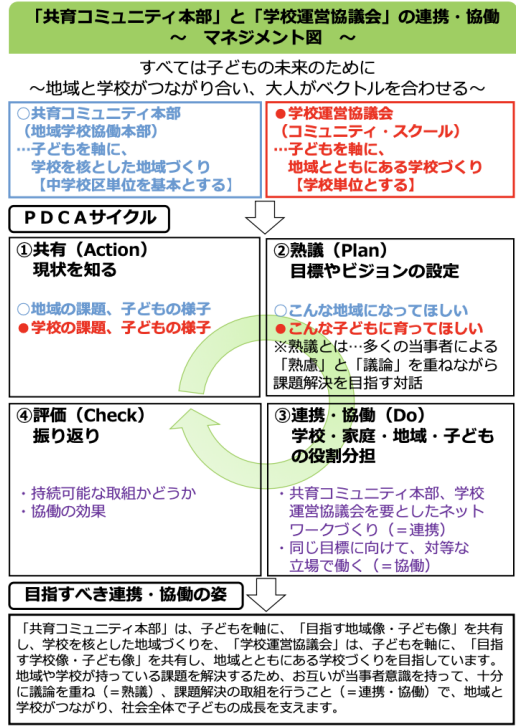 「共育コミュニティ本部」と「学校運営協議会」の連携・協働
～ マネジメント図 ～
すべては子どもの未来のために
～地域と学校がつながり合い、大人がベクトルを合わせる～
○共育コミュニティ本部
（地域学校協働本部）
…子どもを軸に、
学校を核とした地域づくり
【中学校区単位を基本とする】
●学校運営協議会
（コミュニティ・スクール）
…子どもを軸に、
地域とともにある学校づくり
【学校単位とする】
ＰＤＣＡサイクル
①共有（Action）
現状を知る
○地域の課題、子どもの様子
●学校の課題、子どもの様子
②熟議（Plan）
目標やビジョンの設定
○こんな地域になってほしい
●こんな子どもに育ってほしい
※熟議とは…多くの当事者による
「熟慮」と「議論」を重ねながら
課題解決を目指す対話
④評価（Check）
振り返り
・持続可能な取組かどうか
・協働の効果
③連携・協働（Do）
学校・家庭・地域・子ども
の役割分担
・共育コミュニティ本部、学校
運営協議会を要としたネット
ワークづくり（＝連携）
・同じ目標に向けて、対等な
立場で働く（＝協働）
目指すべき連携・協働の姿
「共育コミュニティ本部」は、子どもを軸に、「目指す地域像・子ども像」を共有
し、学校を核とした地域づくりを、「学校運営協議会」は、子どもを軸に、「目指
す学校像・子ども像」を共有し、地域とともにある学校づくりを目指しています。
地域や学校が持っている課題を解決するため、お互いが当事者意識を持って、十分
に議論を重ね（＝熟議）、課題解決の取組を行うこと（＝連携・協働）で、地域と
学校がつながり、社会全体で子どもの成長を支えます。